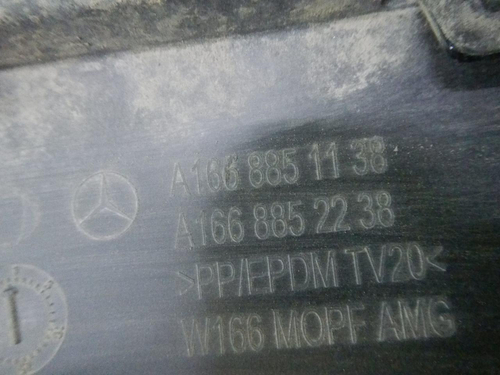 A166 885 11 38
A166 885 22 38
>PP/EPDM TV20<
W166 MOPF AMG